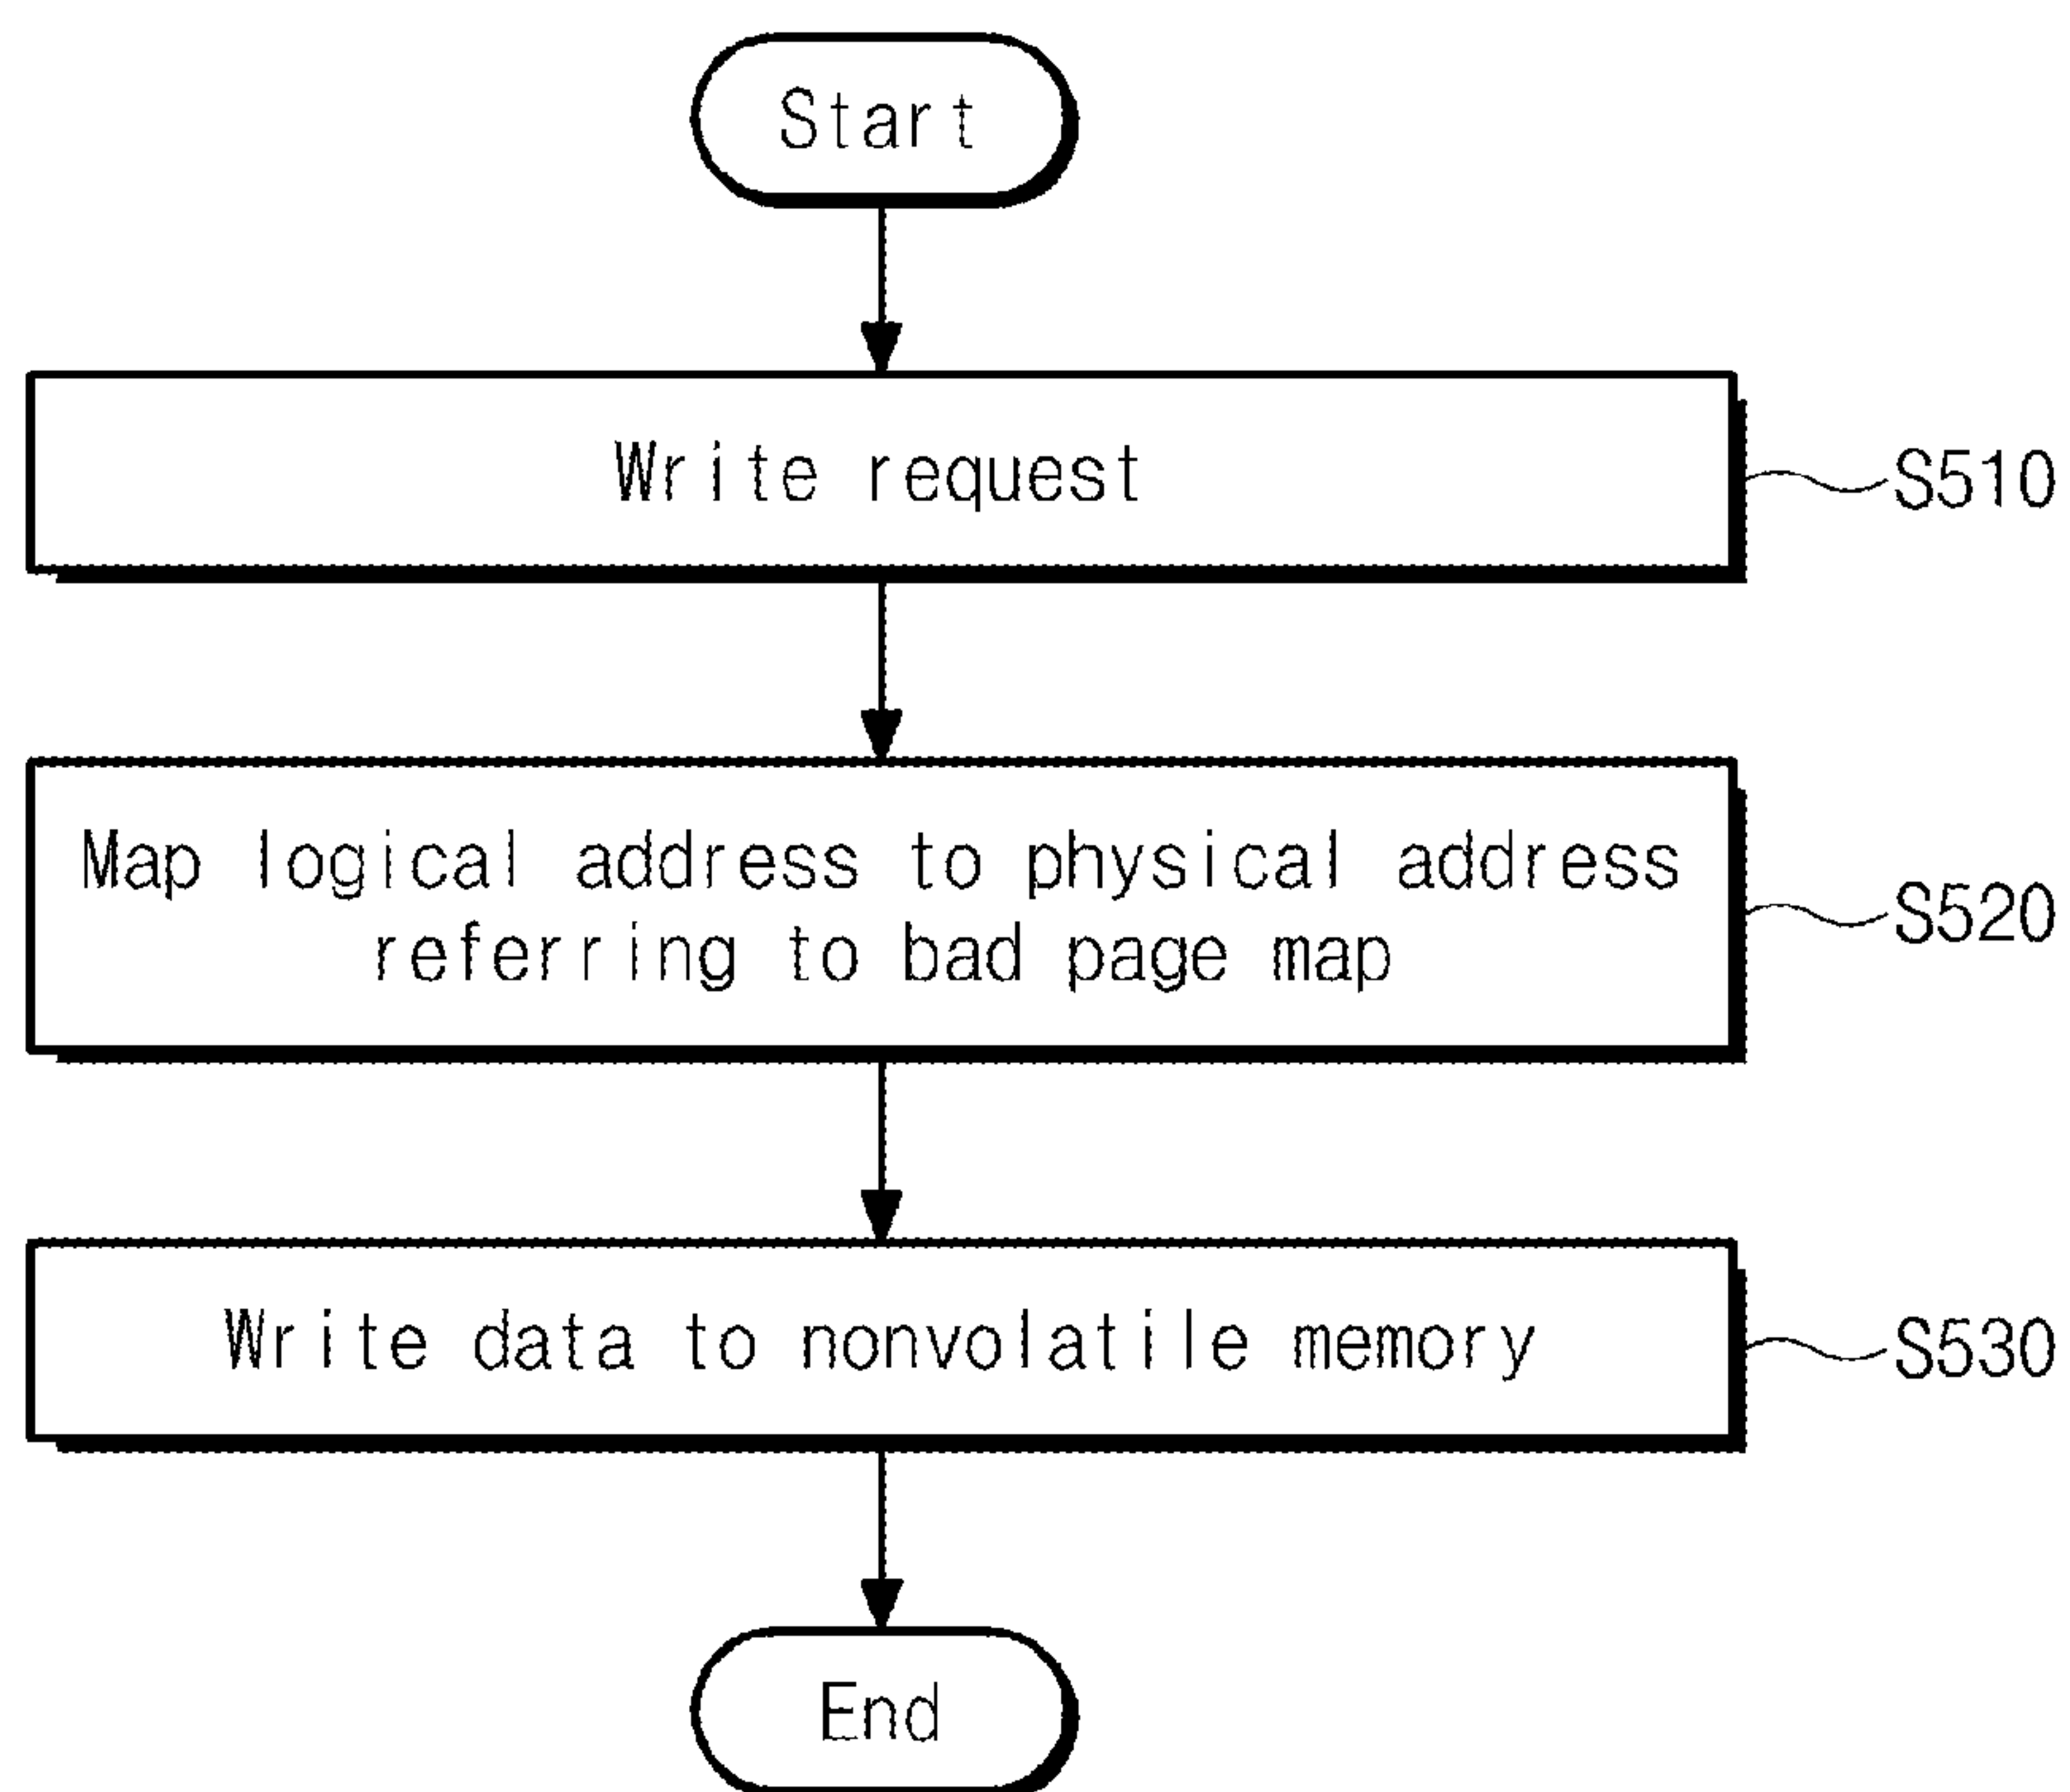 Start
Write request
S510
Map logical address to physical address
referring to bad page map
S520
Write data to nonvolatile memory
S530
End